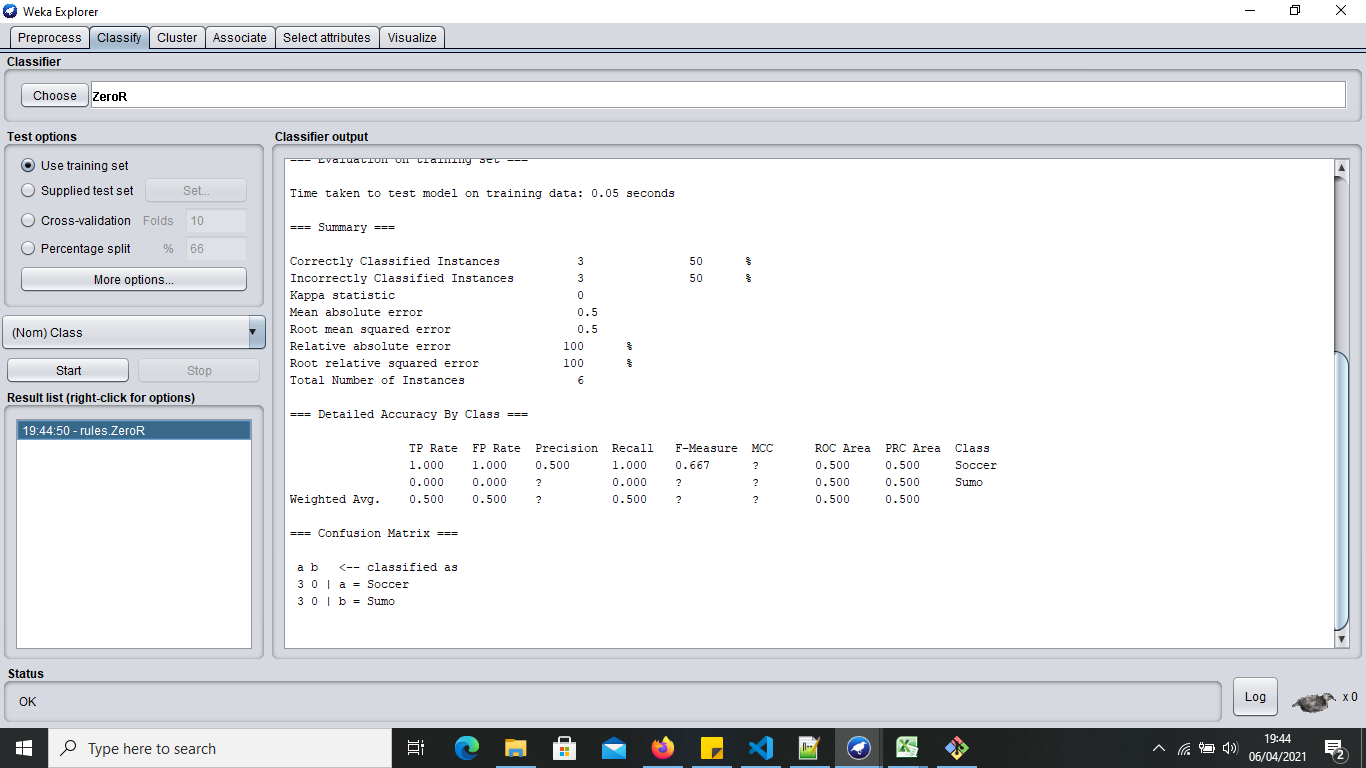 Weka Explorer
Preprocess Classify Cluster Associate Select attributes Visualize
Classifier
Choose ZeroR
Test options
Use training set
Supplied test set Set...
Cross-validation Folds 10
Percentage split % 66
More options...
(Nom) Class
Start Stop
Result list (right-click for options)
19:44:50 - rules.ZeroR
Classifier output
=== Evaluation on training set ===
Time taken to test model on training data: 0.05 seconds
=== Summary ===
Correctly Classified Instances 3 50 %
Incorrectly Classified Instances 3 50 %
Kappa statistic 0
Mean absolute error 0.5
Root mean squared error 0.5
Relative absolute error 100 %
Root relative squared error 100 %
Total Number of Instances 6
=== Detailed Accuracy By Class ===
TP Rate FP Rate Precision Recall F-Measure MCC ROC Area PRC Area Class
1.000 1.000 0.500 1.000 0.667 ? 0.500 0.500 Soccer
0.000 0.000 ? 0.000 ? ? 0.500 0.500 Sumo
Weighted Avg. 0.500 0.500 ? 0.500 ? ? 0.500 0.500
=== Confusion Matrix ===
a b <-- classified as
3 0 | a = Soccer
3 0 | b = Sumo
Status
OK
Log
x 0
Type here to search
19:44
06/04/2021
2